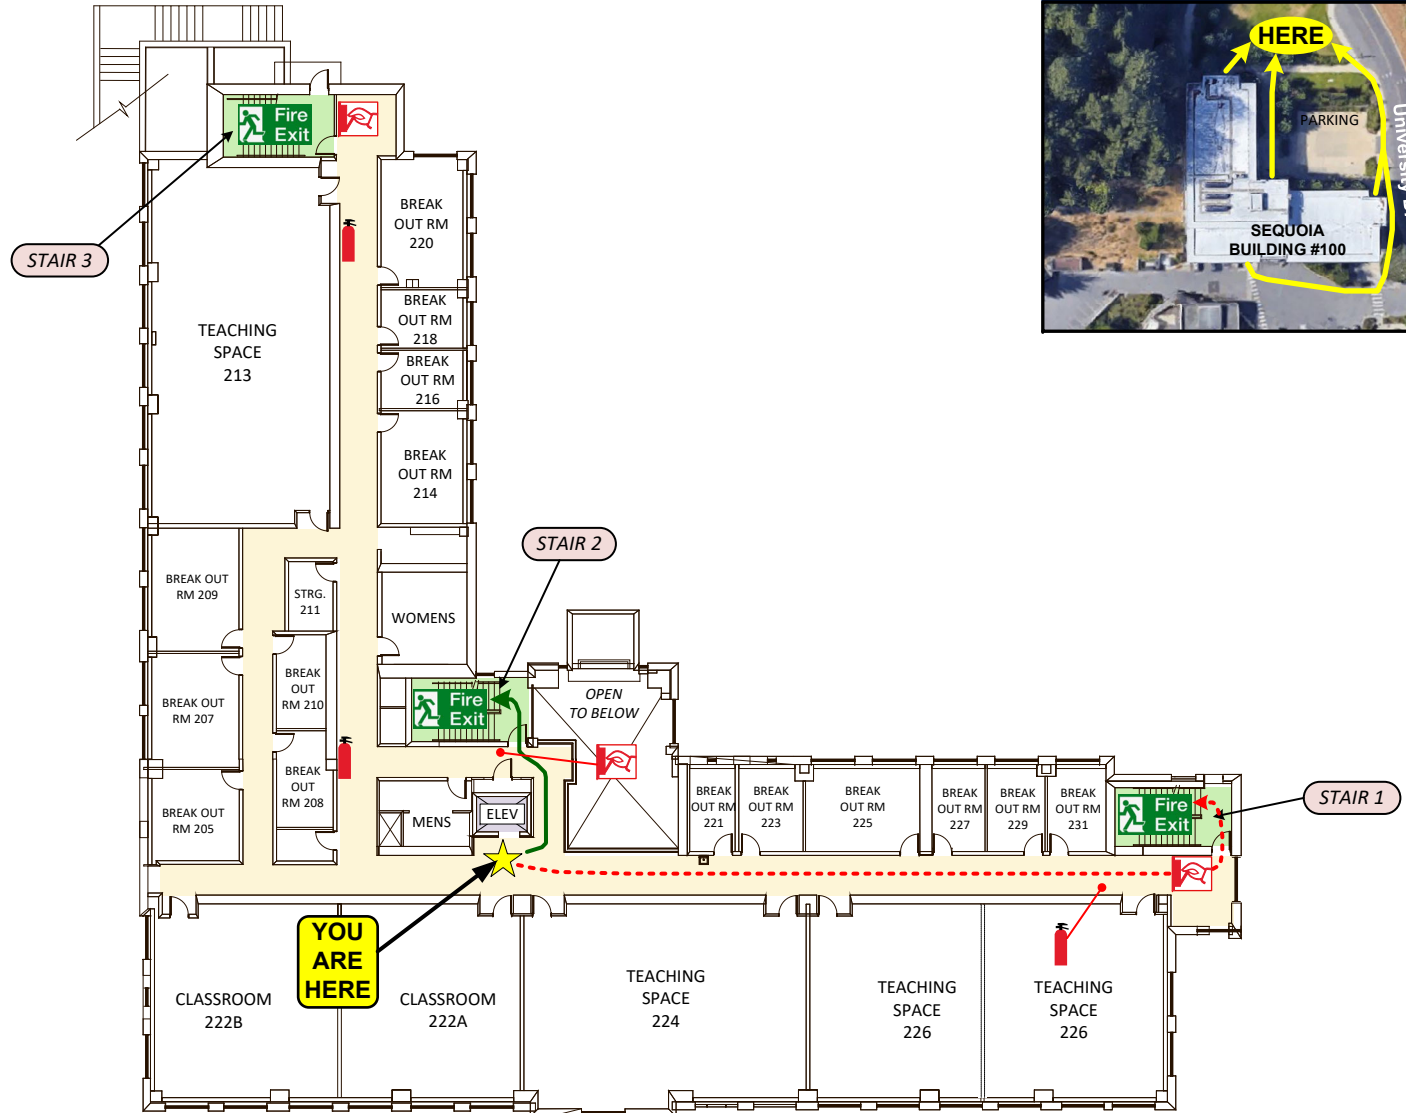 HERE
PARKING
University Dr
SEQUOIA
BUILDING #100
Fire
Exit
STAIR 3
BREAK
OUT RM
220
BREAK
OUT RM
218
BREAK
OUT RM
216
BREAK
OUT RM
214
TEACHING
SPACE
213
STAIR 2
BREAK OUT
RM 209
STRG.
211
WOMENS
BREAK OUT
RM 207
BREAK
OUT
RM 210
Fire
Exit
OPEN
TO BELOW
BREAK OUT
RM 205
BREAK
OUT
RM 208
MENS
ELEV
BREAK
OUT RM
221
BREAK
OUT RM
223
BREAK
OUT RM
225
BREAK
OUT RM
227
BREAK
OUT RM
229
BREAK
OUT RM
231
Fire
Exit
STAIR 1
YOU
ARE
HERE
CLASSROOM
222B
CLASSROOM
222A
TEACHING
SPACE
224
TEACHING
SPACE
226
TEACHING
SPACE
226